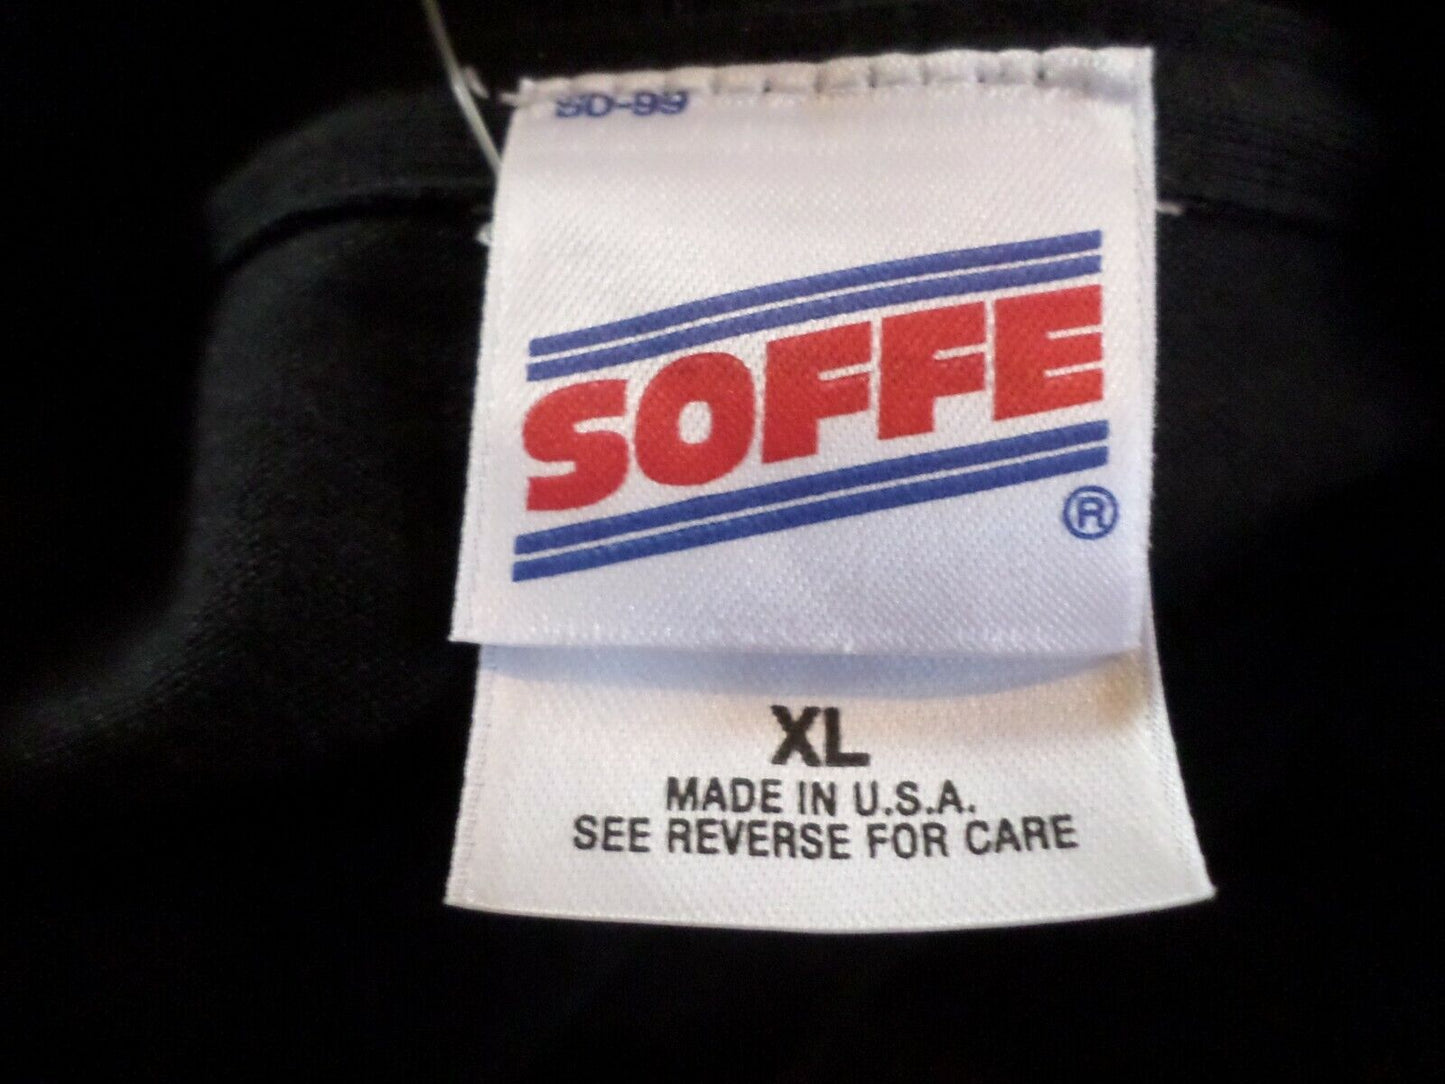 SD-99
SOFFE
®
XL
MADE IN U.S.A.
SEE REVERSE FOR CARE